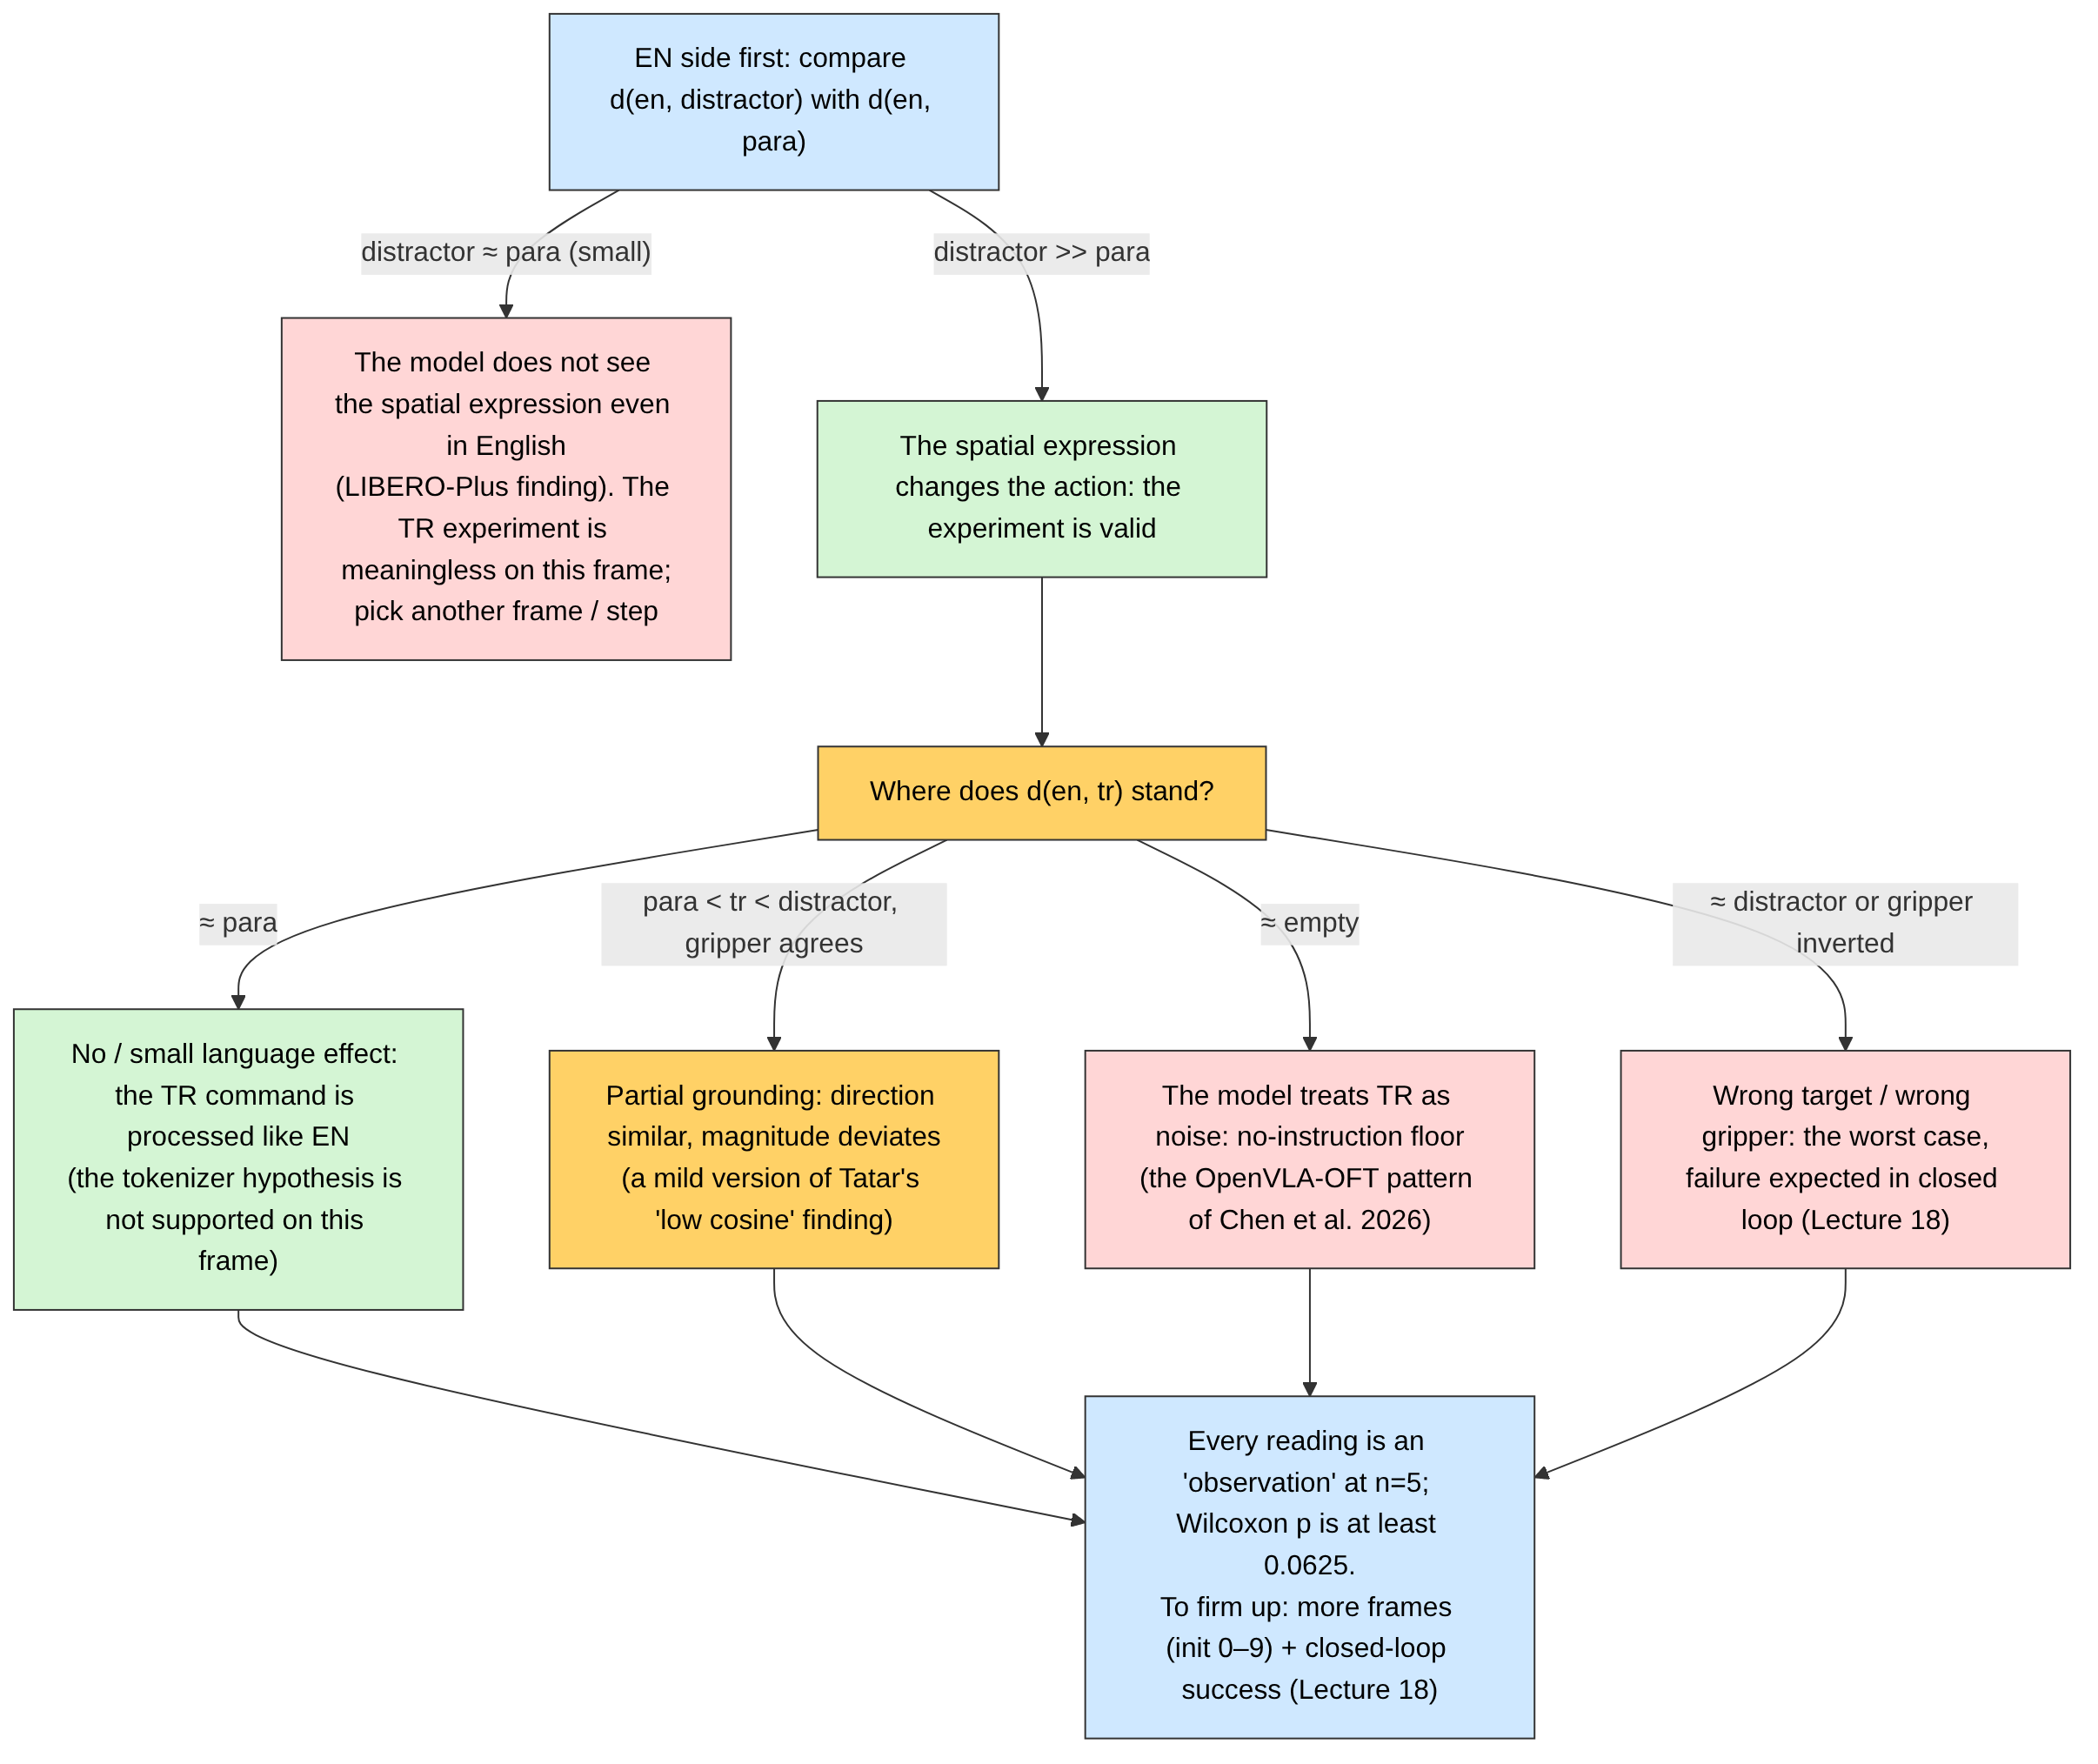 EN side first: compare
d(en, distractor) with d(en,
para)
distractor ≈ para (small)
distractor >> para
The model does not see
the spatial expression even
in English
(LIBERO-Plus finding). The
TR experiment is
meaningless on this frame;
pick another frame / step
The spatial expression
changes the action: the
experiment is valid
Where does d(en, tr) stand?
≈ para
para < tr < distractor,
gripper agrees
≈ empty
≈ distractor or gripper
inverted
No / small language effect:
the TR command is
processed like EN
(the tokenizer hypothesis is
not supported on this
frame)
Partial grounding: direction
similar, magnitude deviates
(a mild version of Tatar's
'low cosine' finding)
The model treats TR as
noise: no-instruction floor
(the OpenVLA-OFT pattern
of Chen et al. 2026)
Wrong target / wrong
gripper: the worst case,
failure expected in closed
loop (Lecture 18)
Every reading is an
'observation' at n=5;
Wilcoxon p is at least
0.0625.
To firm up: more frames
(init 0–9) + closed-loop
success (Lecture 18)